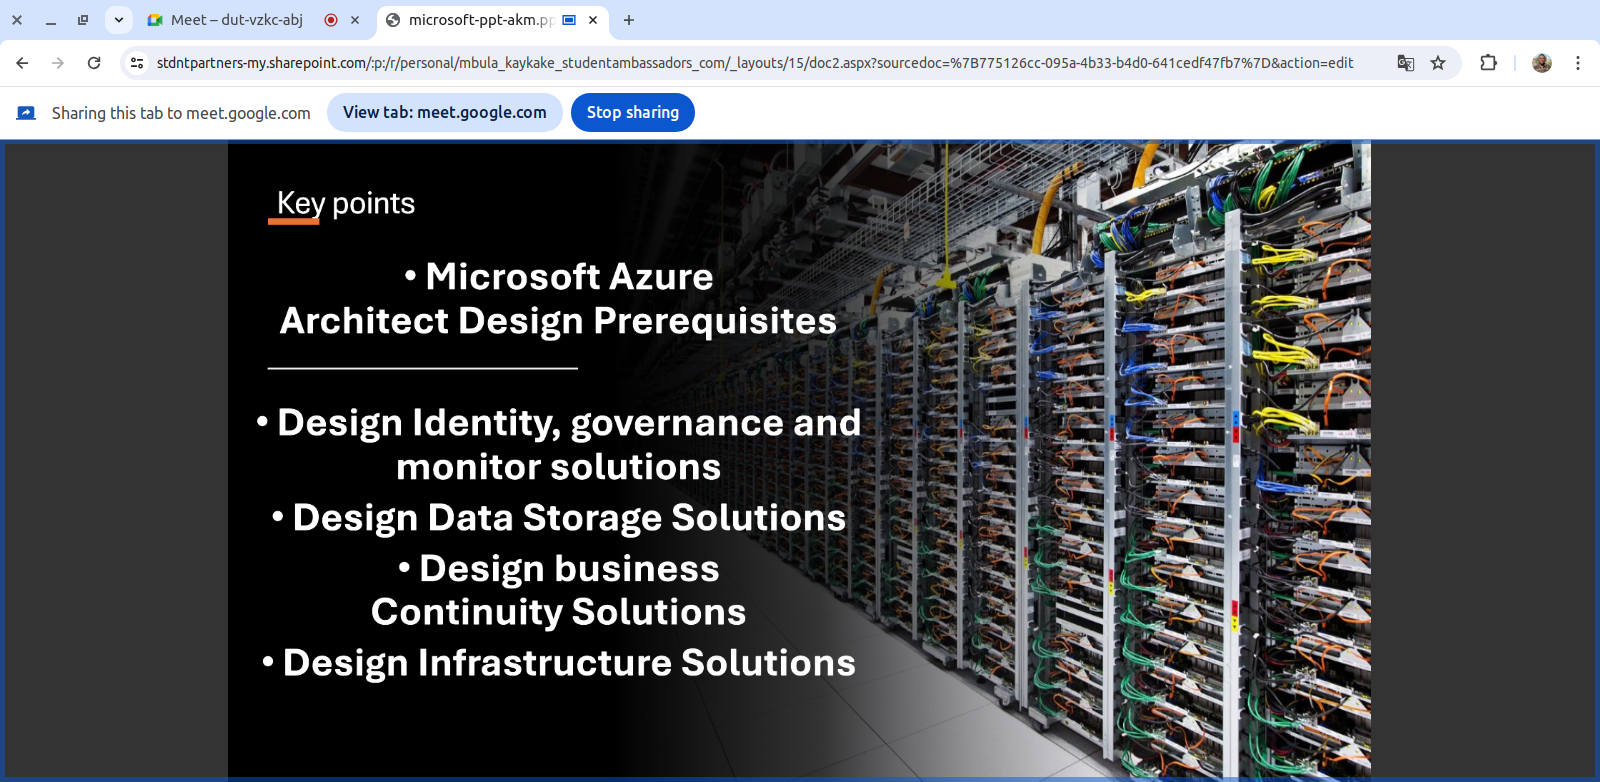 Meet – dut-vzkc-abj
microsoft-ppt-akm.pp
stdntpartners-my.sharepoint.com/:p:/r/personal/mbula_kaykake_studentambassadors_com/_layouts/15/doc2.aspx?sourcedoc=%7B775126cc-095a-4b33-b4d0-641cedf47fb7%7D&action=edit
Sharing this tab to meet.google.com
View tab: meet.google.com
Stop sharing
Key points
• Microsoft Azure
Architect Design Prerequisites
• Design Identity, governance and
monitor solutions
• Design Data Storage Solutions
• Design business
Continuity Solutions
• Design Infrastructure Solutions